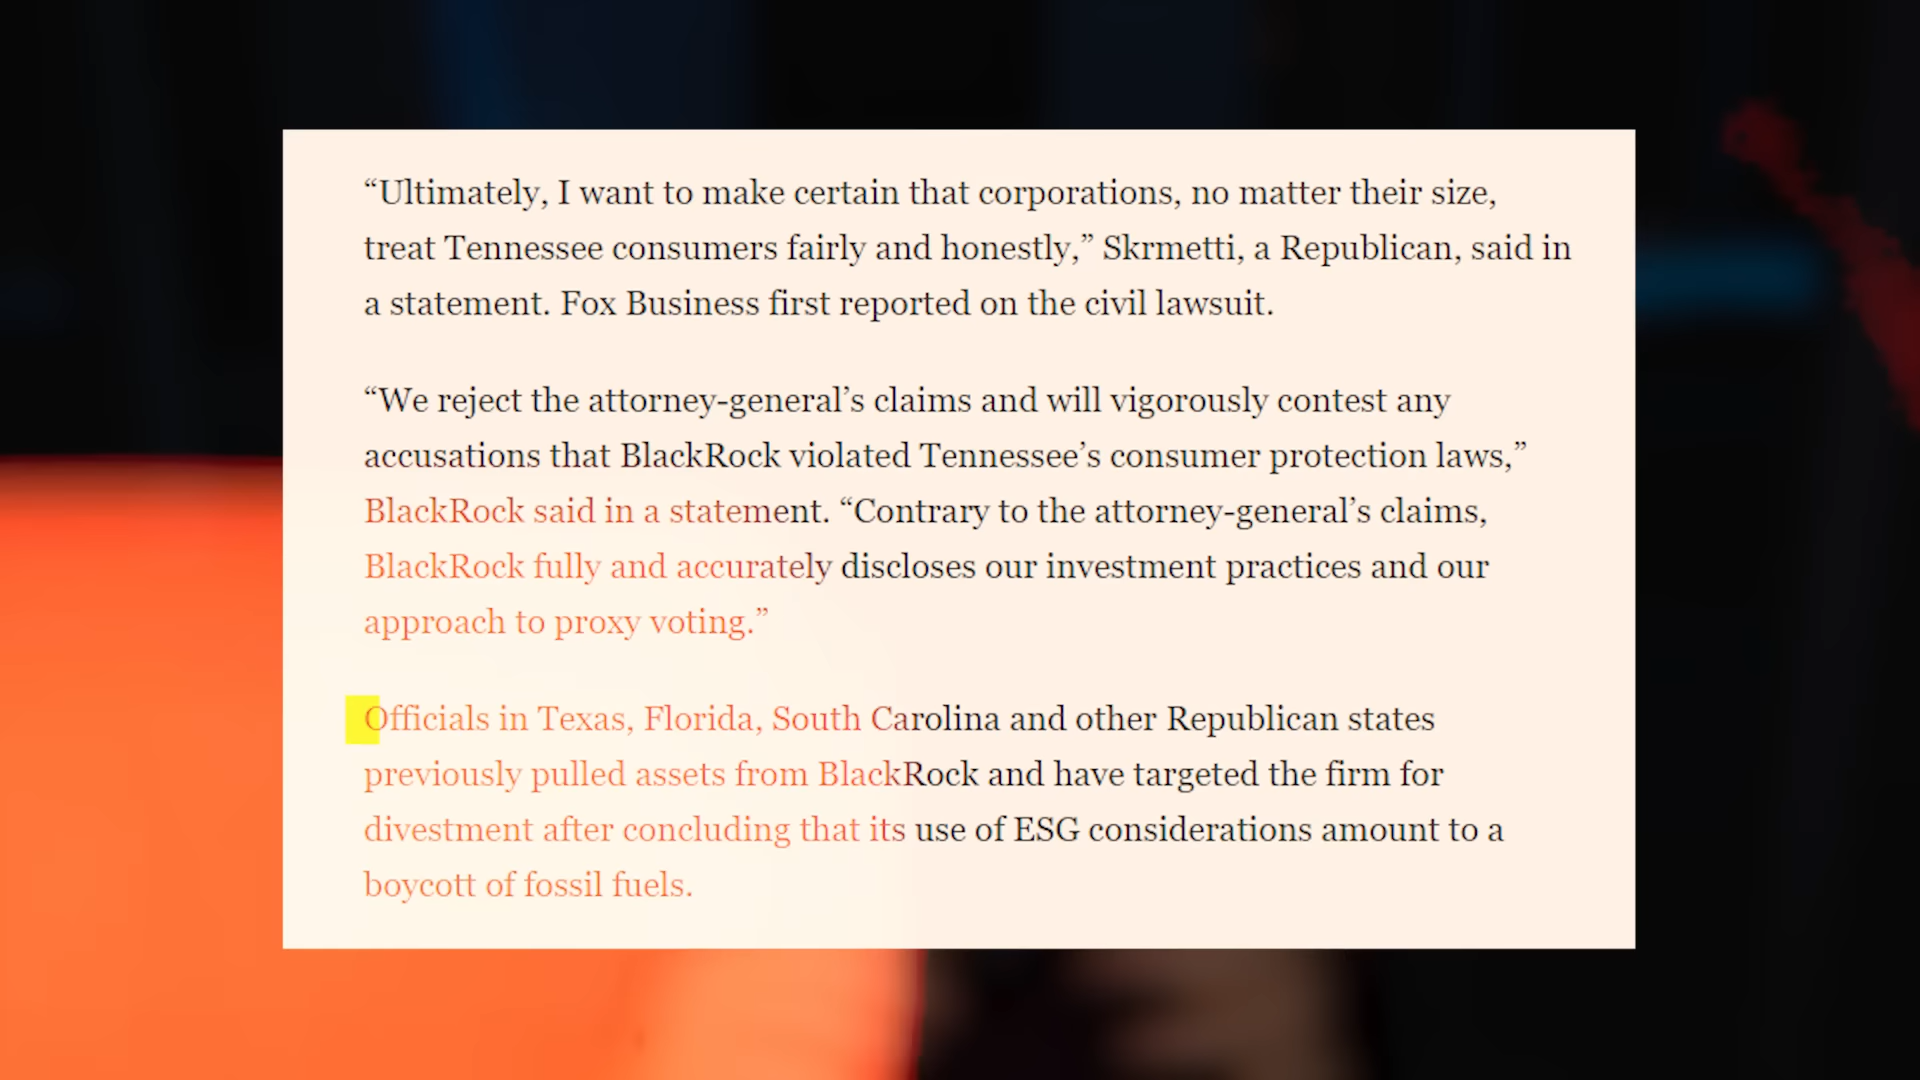 “Ultimately, I want to make certain that corporations, no matter their size,
treat Tennessee consumers fairly and honestly,” Skrmetti, a Republican, said in
a statement. Fox Business first reported on the civil lawsuit.
“We reject the attorney-general’s claims and will vigorously contest any
accusations that BlackRock violated Tennessee’s consumer protection laws,”
BlackRock said in a statement. “Contrary to the attorney-general’s claims,
BlackRock fully and accurately discloses our investment practices and our
approach to proxy voting.”
Officials in Texas, Florida, South Carolina and other Republican states
previously pulled assets from BlackRock and have targeted the firm for
divestment after concluding that its use of ESG considerations amount to a
boycott of fossil fuels.